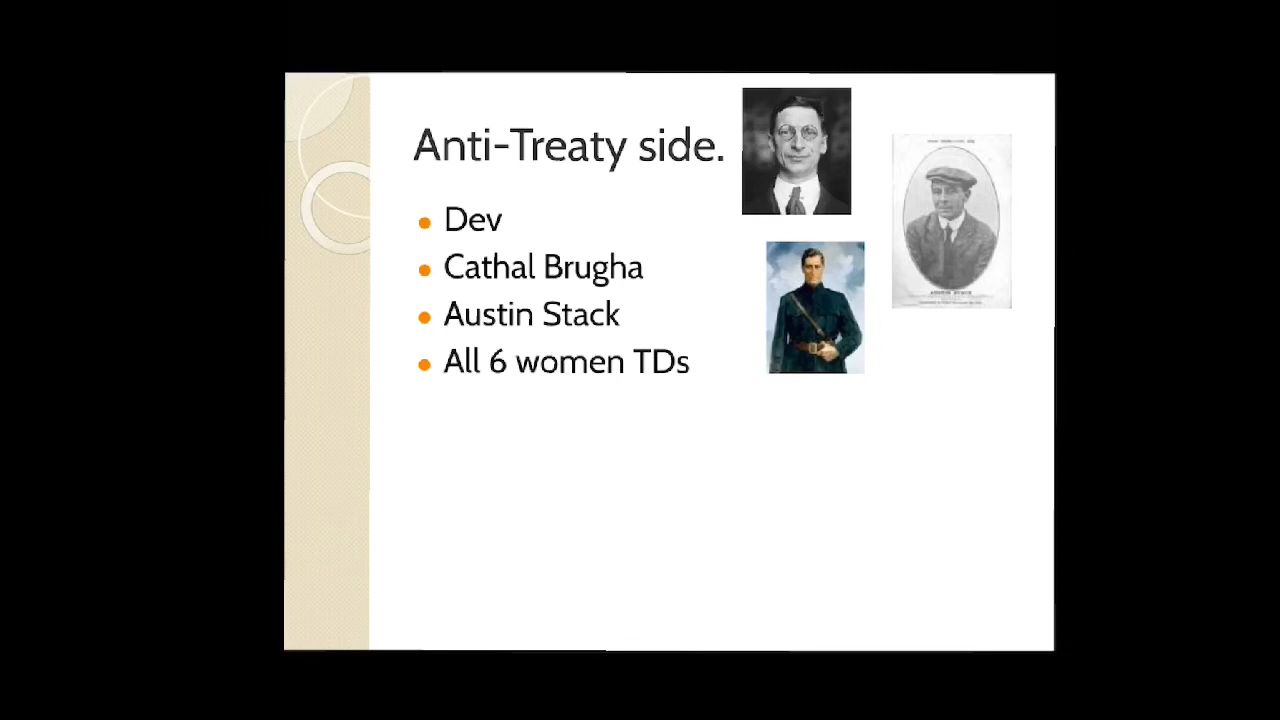 Anti-Treaty side.
Dev
Cathal Brugha
Austin Stack
All 6 women TDs